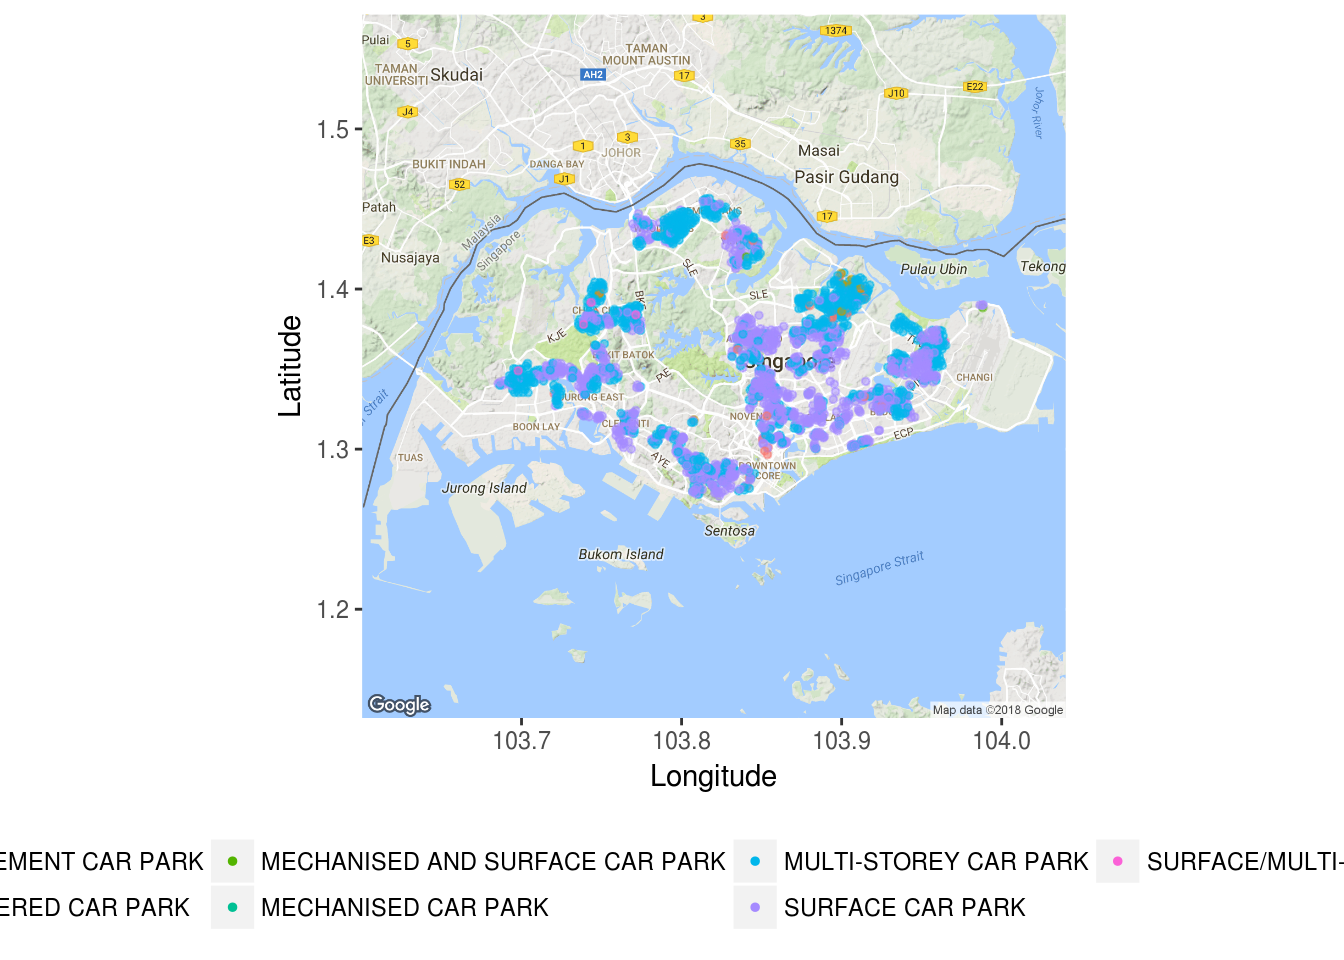 Pulai
5
3
1374
TAMAN
MOUNT AUSTIN
TAMAN
UNIVERSITI
Skudai
AH2
17
E22
J10
J4
Johor River
1.5
3
1
35
JOHOR
Masai
BUKIT INDAH
DANGA BAY
J1
52
Pasir Gudang
Patah
17
Malaysia
Singapore
E3
Nusajaya
SLE
Pulau Ubin
Tekong
1.4
SLE
BKE
KJE
BATOK
PIE
Singapore
CHANGI
JURONG EAST
BOON LAY
ECP
Strait
1.3
TUAS
AYE
DOWNTOWN
CORE
Jurong Island
Sentosa
Bukom Island
Singapore Strait
1.2
Google
Map data ©2018 Google
103.7
103.8
103.9
104.0
Longitude
Latitude
EMENT CAR PARK
MECHANISED AND SURFACE CAR PARK
MULTI-STOREY CAR PARK
SURFACE/MULTI-
ERED CAR PARK
MECHANISED CAR PARK
SURFACE CAR PARK